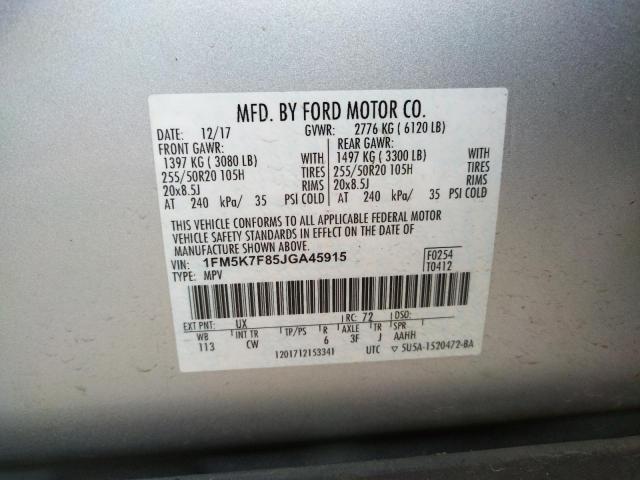 MFD. BY FORD MOTOR CO.
DATE: 12/17 GVWR: 2776 KG ( 6120 LB)
FRONT GAWR: REAR GAWR:
1397 KG ( 3080 LB) WITH 1497 KG ( 3300 LB) WITH
255/50R20 105H TIRES 255/50R20 105H TIRES
20x8.5J RIMS 20x8.5J RIMS
AT 240 kPa/ 35 PSI COLD AT 240 kPa/ 35 PSI COLD
THIS VEHICLE CONFORMS TO ALL APPLICABLE FEDERAL MOTOR
VEHICLE SAFETY STANDARDS IN EFFECT ON THE DATE OF
MANUFACTURE SHOWN ABOVE.
VIN: 1FM5K7F85JGA45915 F0254
TYPE: MPV T0412
EXT PNT: UX RC: 72 DSO:
WB INT TR TP/PS R AXLE TR SPR
113 CW 6 3F J AAHH
1201712153341 UTC ▽ 5U5A-1520472-BA